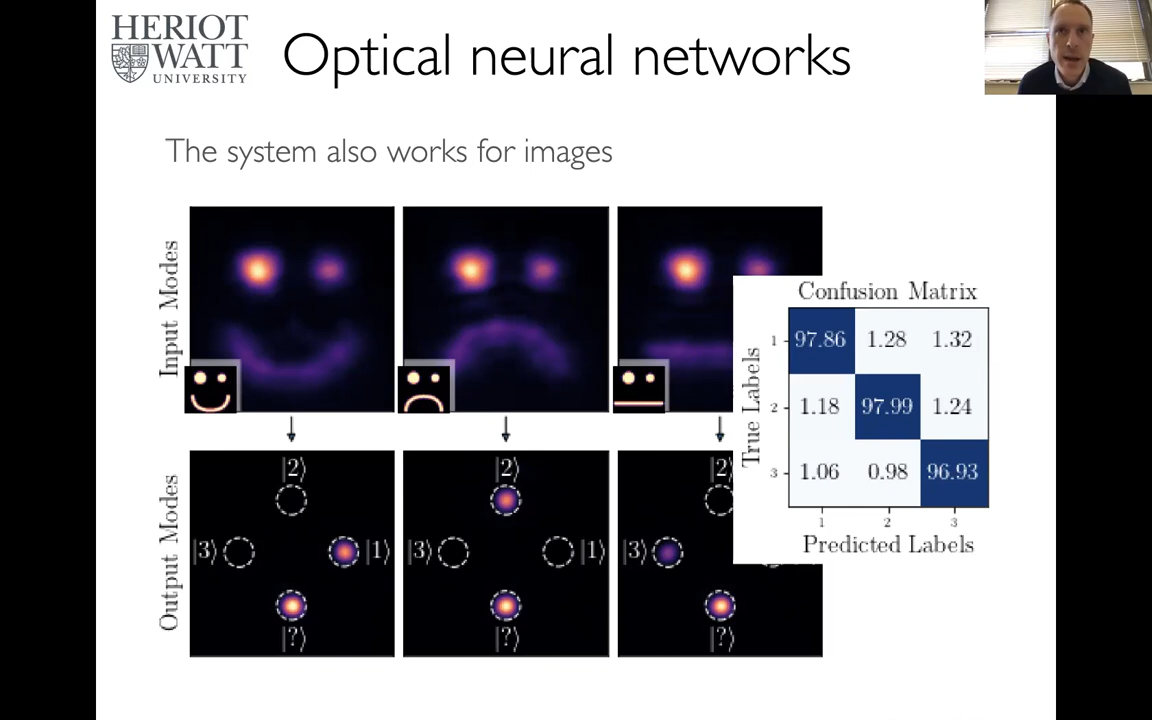 HERIOT
WATT
UNIVERSITY
Optical neural networks
The system also works for images
Input Modes
Output Modes
|2⟩
|3⟩
|1⟩
|?⟩
|2⟩
|3⟩
|1⟩
|?⟩
|2⟩
|3⟩
|?⟩
Confusion Matrix
True Labels
1 97.86 1.28 1.32
2 1.18 97.99 1.24
3 1.06 0.98 96.93
1 2 3
Predicted Labels